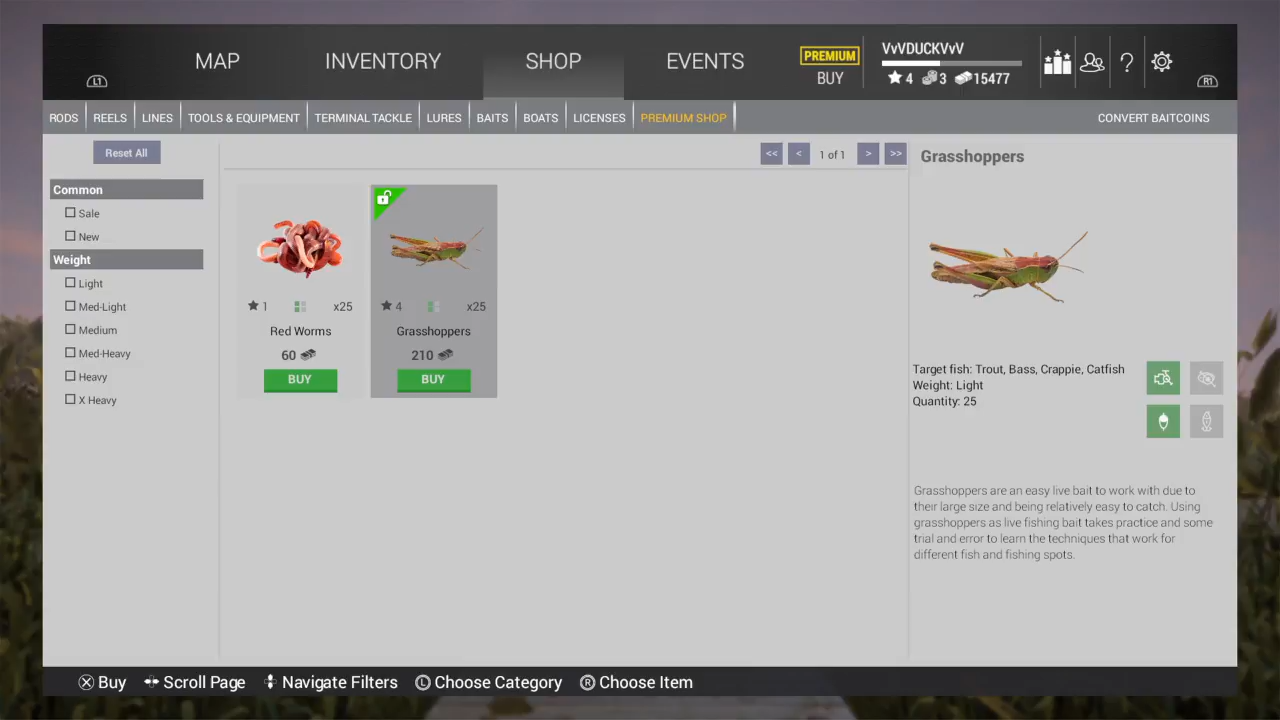 L1
MAP
INVENTORY
SHOP
EVENTS
PREMIUM
BUY
VvVDUCKVvV
4
3
15477
?
R1
RODS
REELS
LINES
TOOLS & EQUIPMENT
TERMINAL TACKLE
LURES
BAITS
BOATS
LICENSES
PREMIUM SHOP
CONVERT BAITCOINS
Reset All
Common
Sale
New
Weight
Light
Med-Light
Medium
Med-Heavy
Heavy
X Heavy
<<
<
1 of 1
>
>>
1
x25
Red Worms
60
BUY
4
x25
Grasshoppers
210
BUY
Grasshoppers
Target fish: Trout, Bass, Crappie, Catfish
Weight: Light
Quantity: 25
Grasshoppers are an easy live bait to work with due to
their large size and being relatively easy to catch. Using
grasshoppers as live fishing bait takes practice and some
trial and error to learn the techniques that work for
different fish and fishing spots.
Buy
Scroll Page
Navigate Filters
L Choose Category
R Choose Item